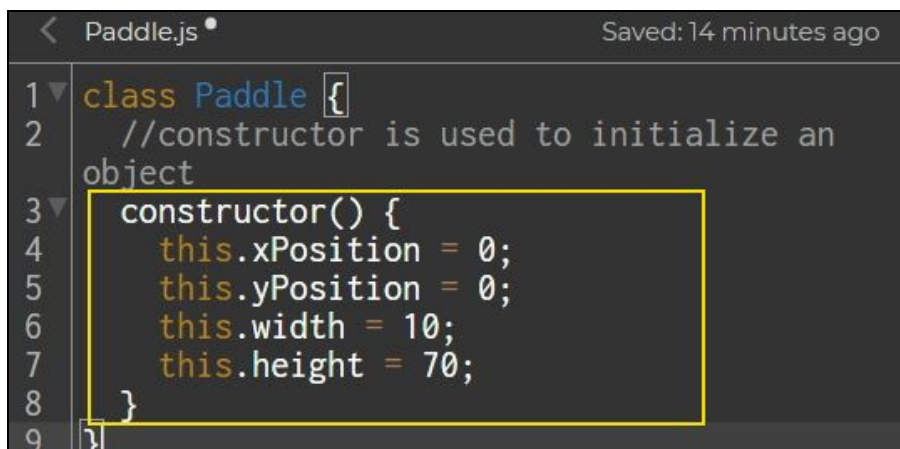 < Paddle.js● Saved: 14 minutes ago
1 class Paddle {
2 //constructor is used to initialize an
object
3 constructor() {
4 this.xPosition = 0;
5 this.yPosition = 0;
6 this.width = 10;
7 this.height = 70;
8 }
9 }